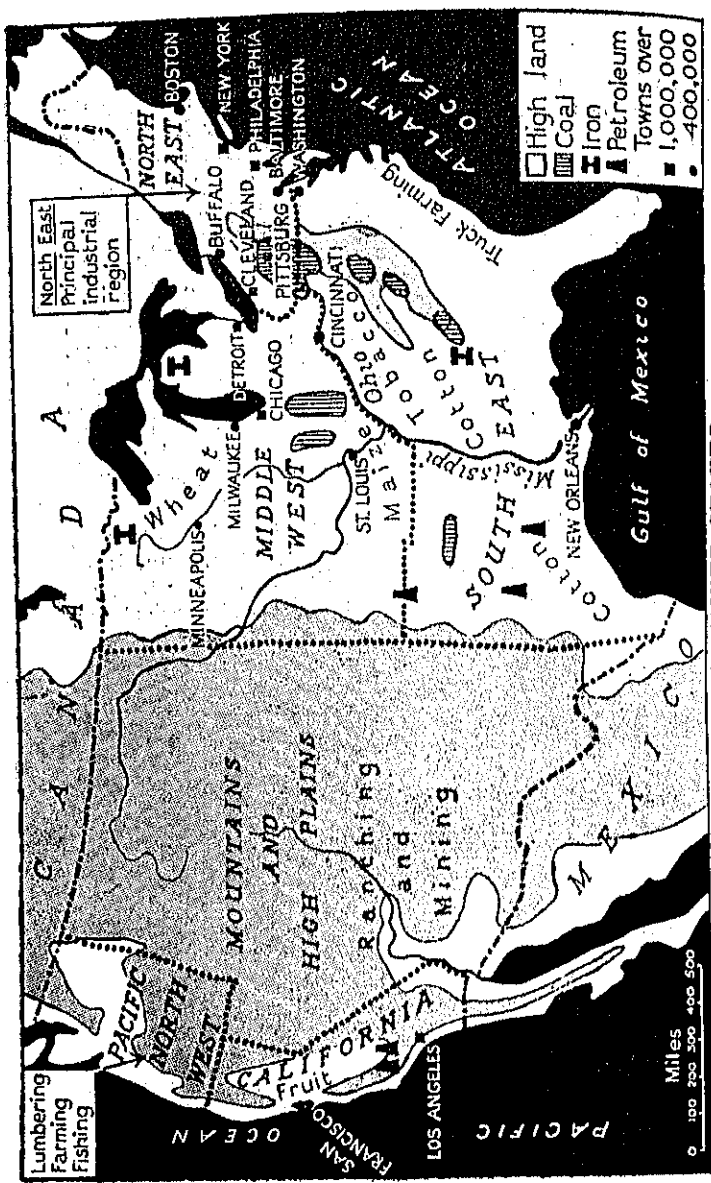 Lumbering
Farming
Fishing
North East
Principal
industrial
region
CANADA
PACIFIC
NORTH
WEST
MOUNTAINS
AND
HIGH PLAINS
Ranching
and
Mining
CALIFORNIA
Fruit
SAN
FRANCISCO
LOS ANGELES
PACIFIC
OCEAN
MEXICO
Wheat
MINNEAPOLIS
MILWAUKEE
MIDDLE
WEST
DETROIT
CHICAGO
ST. LOUIS
Maize
Ohio
CINCINNATI
Tobacco
Cotton
EAST
SOUTH
Cotton
Mississippi
NEW ORLEANS
Gulf of Mexico
NORTH
EAST
BOSTON
NEW YORK
PHILADELPHIA
BALTIMORE
WASHINGTON
BUFFALO
CLEVELAND
PITTSBURG
Truck Farming
ATLANTIC
OCEAN
High land
Coal
Iron
Petroleum
Towns over
1,000,000
400,000
Miles
0 100 200 300 400 500